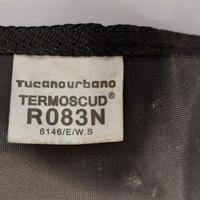 Tucanourbano
TERMOSCUD®
R083N
6146/E/W.S